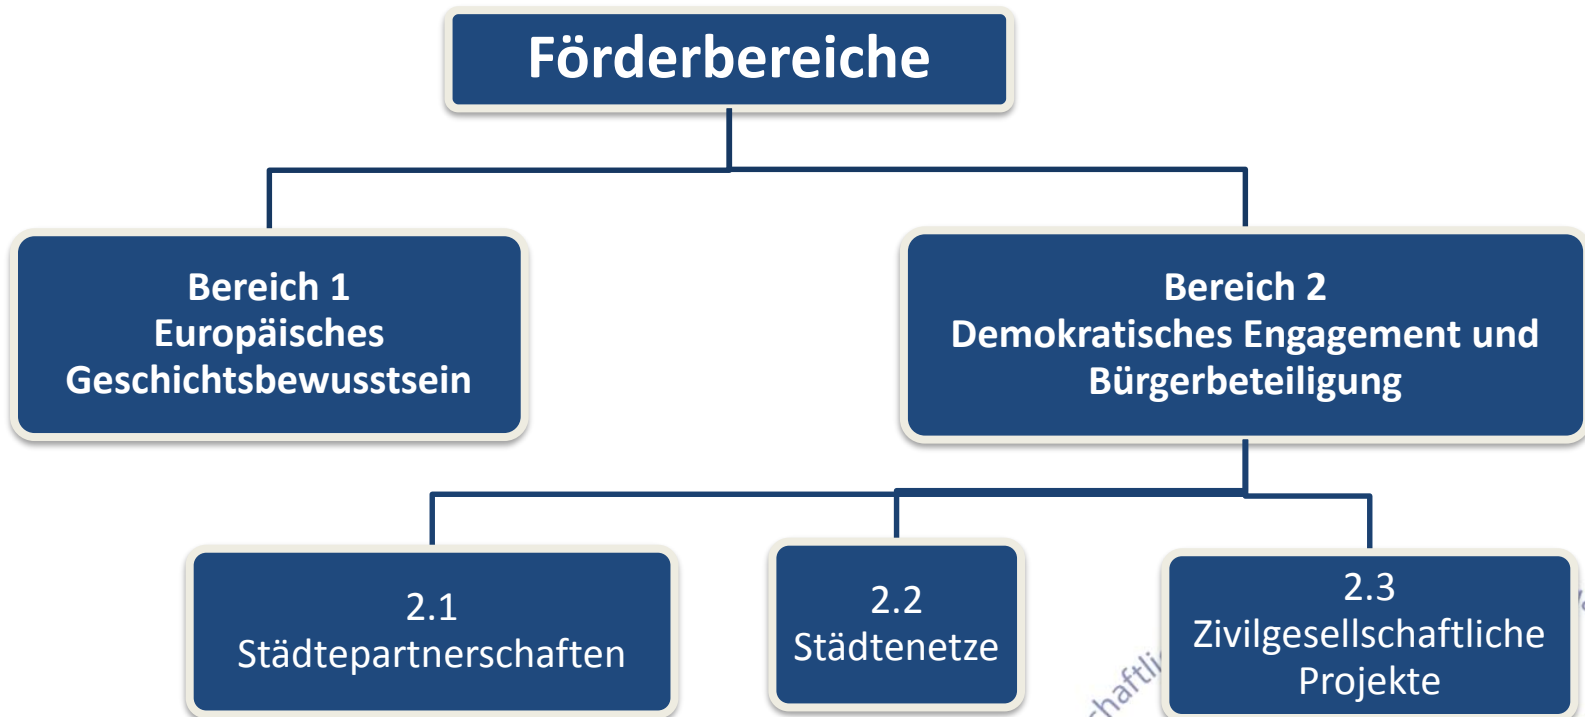 Förderbereiche
Bereich 1
Europäisches
Geschichtsbewusstsein
Bereich 2
Demokratisches Engagement und
Bürgerbeteiligung
2.1
Städtepartnerschaften
2.2
Städtenetze
2.3
Zivilgesellschaftliche
Projekte